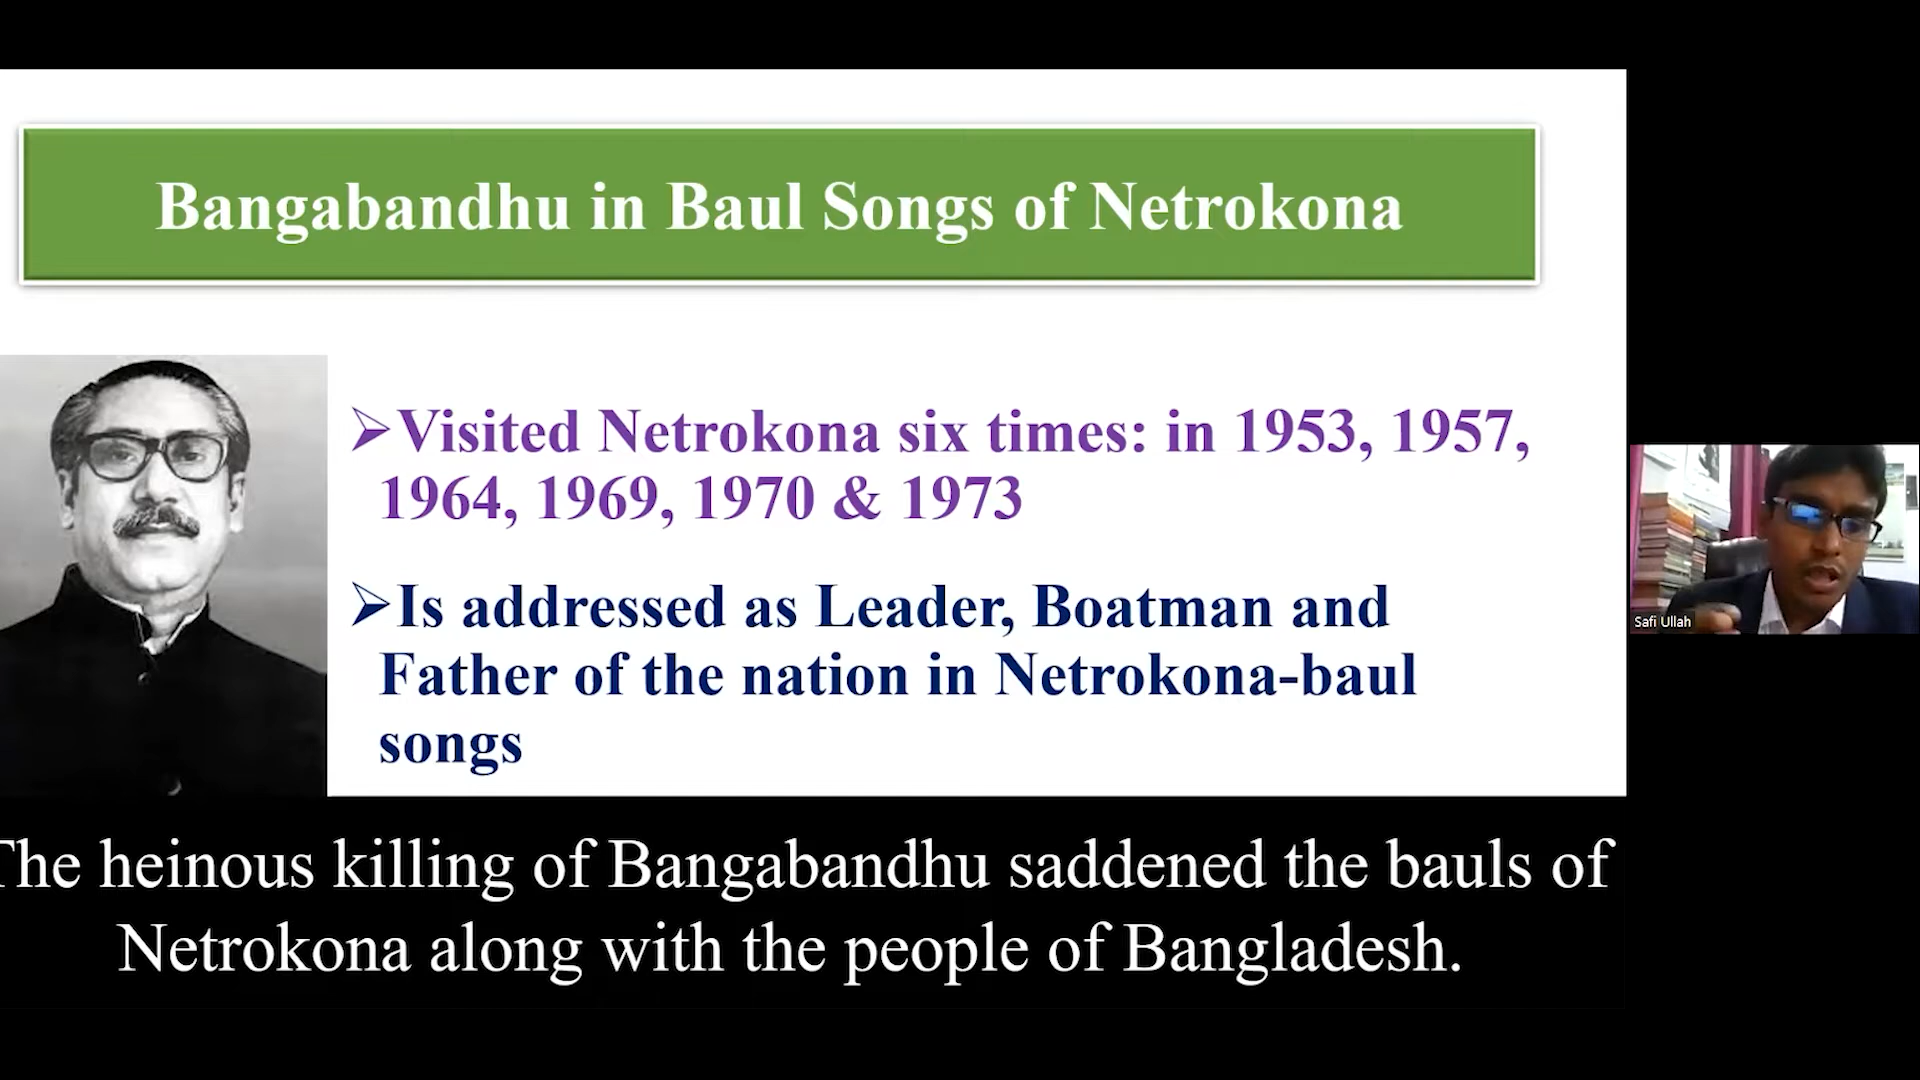 Bangabandhu in Baul Songs of Netrokona
➢Visited Netrokona six times: in 1953, 1957,
1964, 1969, 1970 & 1973
➢Is addressed as Leader, Boatman and
Father of the nation in Netrokona-baul
songs
Safi Ullah
The heinous killing of Bangabandhu saddened the bauls of
Netrokona along with the people of Bangladesh.